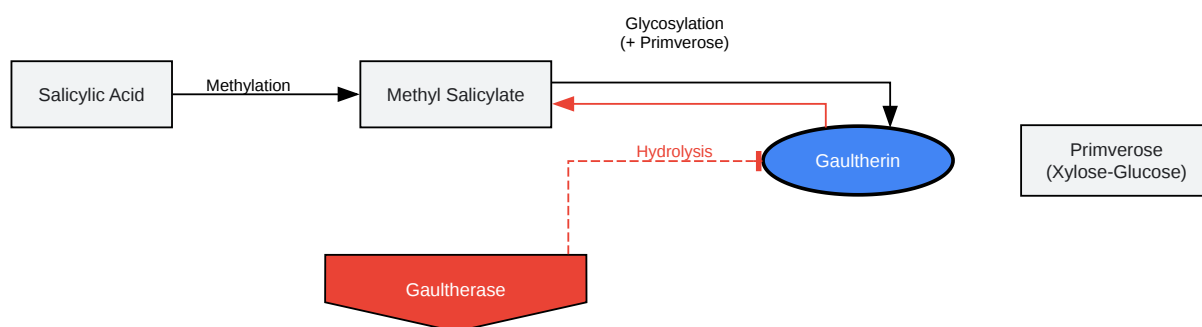 Glycosylation
(+ Primverose)
Salicylic Acid
Methylation
Methyl Salicylate
Hydrolysis
Gaultherin
Primverose
(Xylose-Glucose)
Gaultherase